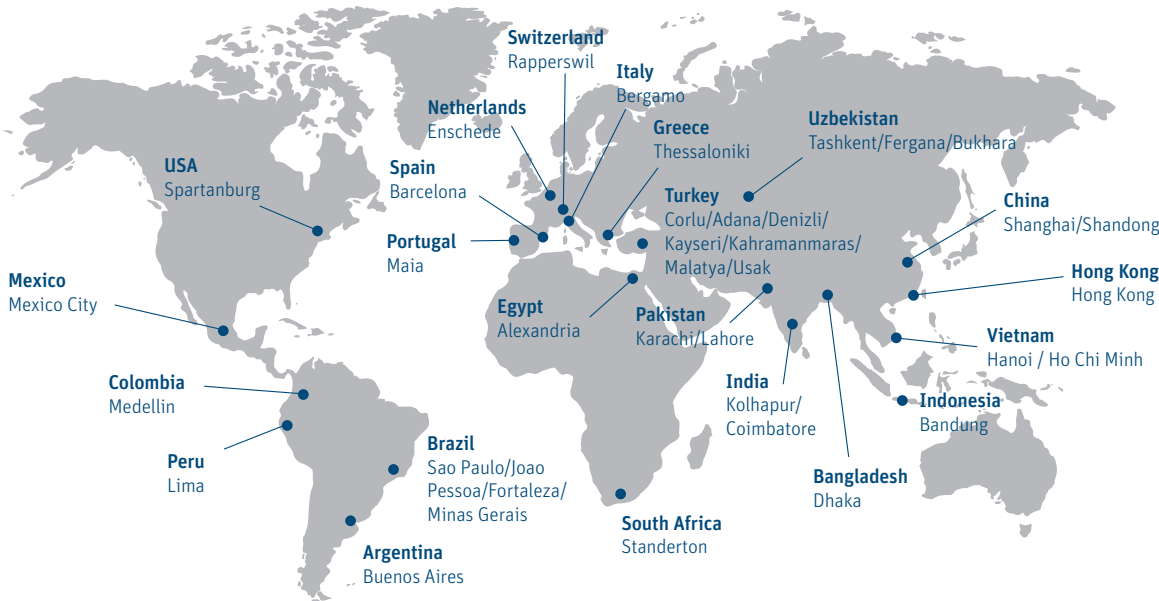 Switzerland
Rapperswil
Italy
Bergamo
Netherlands
Enschede
Greece
Thessaloniki
Uzbekistan
Tashkent/Fergana/Bukhara
USA
Spartanburg
Spain
Barcelona
Turkey
Corlu/Adana/Denizli/
Kayseri/Kahramanmaras/
Malatya/Usak
China
Shanghai/Shandong
Portugal
Maia
Mexico
Mexico City
Hong Kong
Hong Kong
Egypt
Alexandria
Pakistan
Karachi/Lahore
Vietnam
Hanoi / Ho Chi Minh
Colombia
Medellin
India
Kolhapur/
Coimbatore
Indonesia
Bandung
Peru
Lima
Brazil
Sao Paulo/Joao
Pessoa/Fortaleza/
Minas Gerais
Bangladesh
Dhaka
South Africa
Standerton
Argentina
Buenos Aires